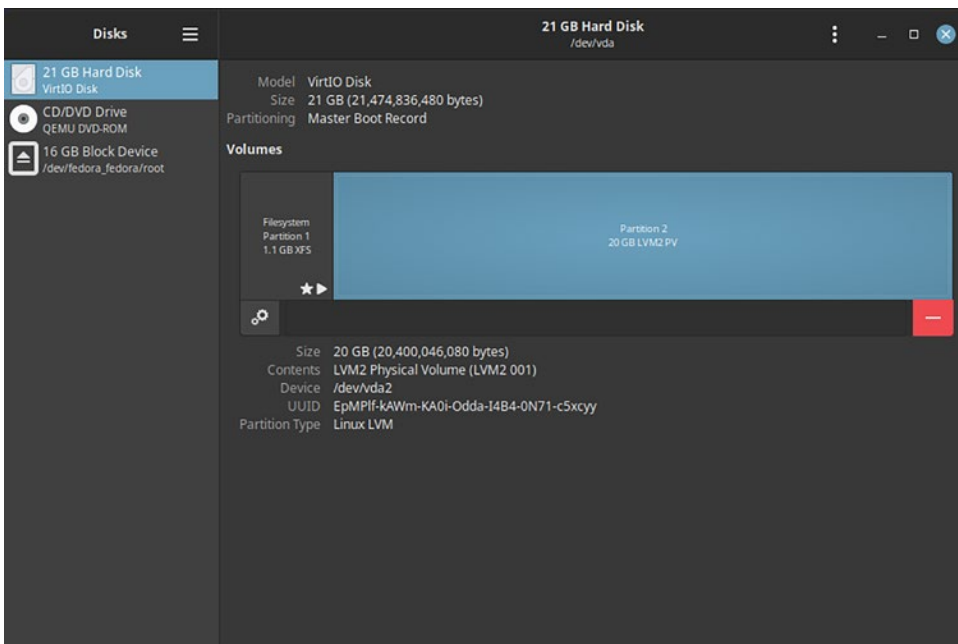 Disks
21 GB Hard Disk
/dev/vda
21 GB Hard Disk
VirtIO Disk
CD/DVD Drive
QEMU DVD-ROM
16 GB Block Device
/dev/fedora_fedora/root
Model VirtIO Disk
Size 21 GB (21,474,836,480 bytes)
Partitioning Master Boot Record
Volumes
Filesystem
Partition 1
1.1 GB XFS
Partition 2
20 GB LVM2 PV
Size 20 GB (20,400,046,080 bytes)
Contents LVM2 Physical Volume (LVM2 001)
Device /dev/vda2
UUID EpMPlf-kAWm-KA0i-Odda-I4B4-0N71-c5xcyy
Partition Type Linux LVM